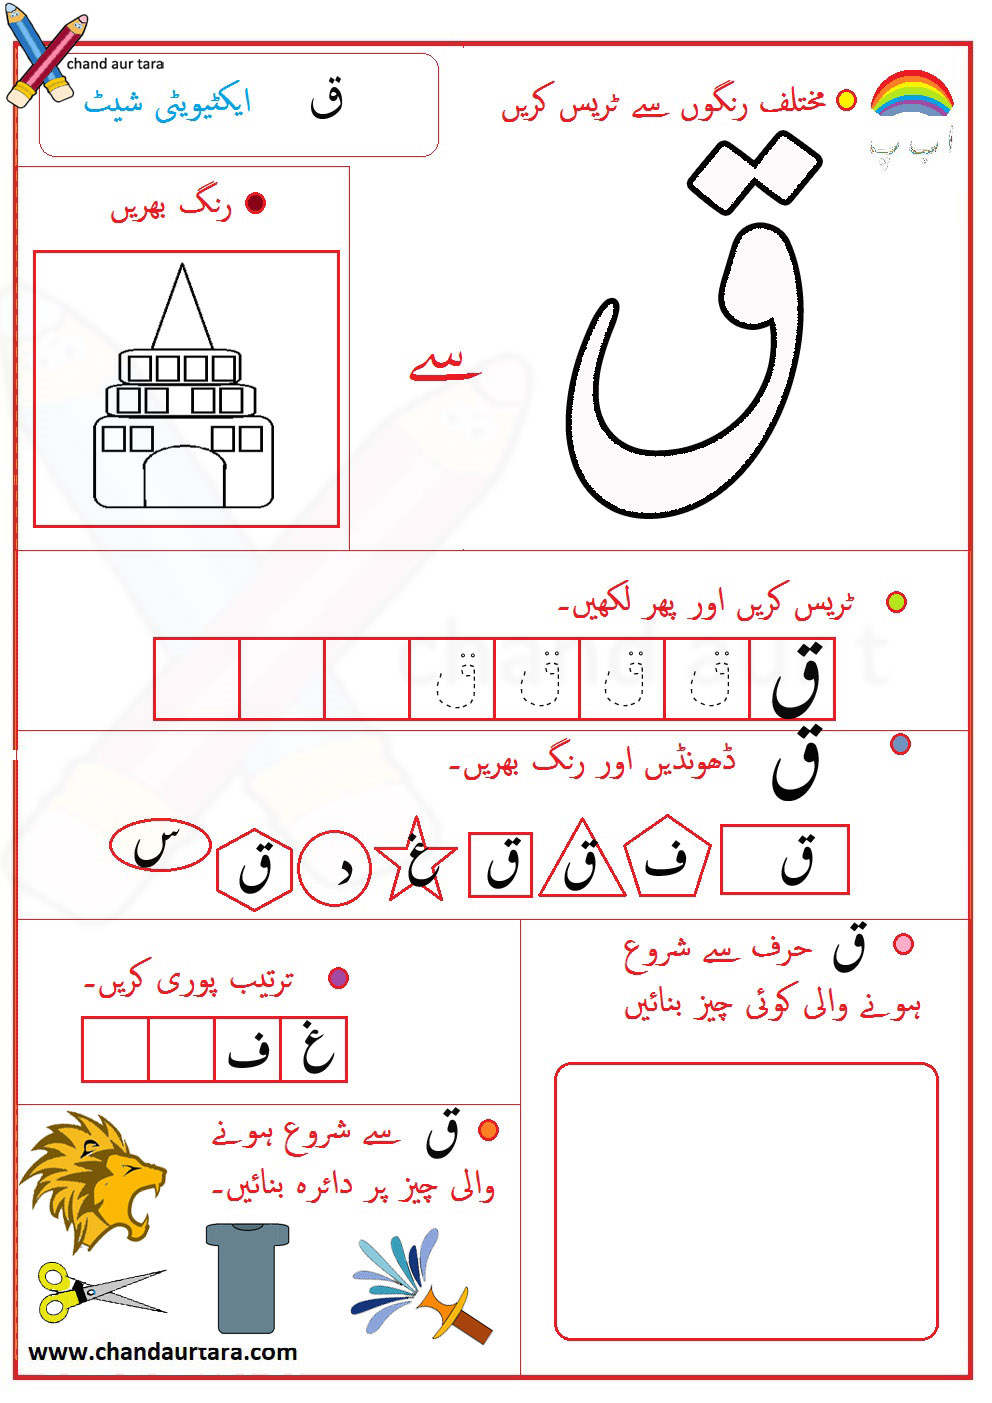 chand aur tara
ق ایکٹیویٹی شیٹ
مختلف رنگوں سے ٹریس کریں
ا پ پ
ق
سے
رنگ بھریں
ٹریس کریں اور پھر لکھیں۔
ق ق ق ق ق
ق ڈھونڈیں اور رنگ بھریں۔
ق ف ق ق غ د ق س
ق حرف سے شروع
ہونے والی کوئی چیز بنائیں
ترتیب پوری کریں۔
غ ف
ق سے شروع ہونے
والی چیز پر دائرہ بنائیں۔
www.chandaurtara.com